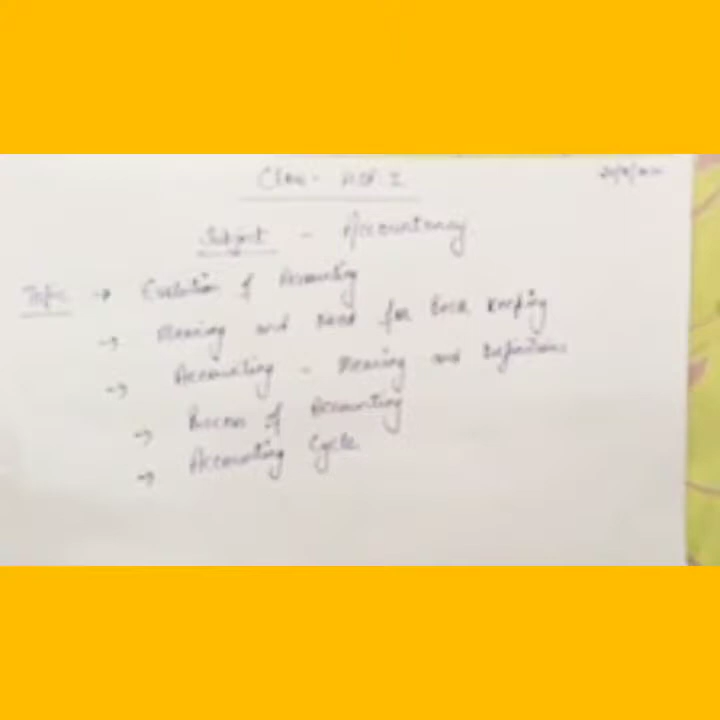 Class -
Subject - Accountancy
Topic → Evolution of Accounting
→ Meaning and Need for Book Keeping
→ Accounting - Meaning and Definitions
→ Process of Accounting
→ Accounting Cycle